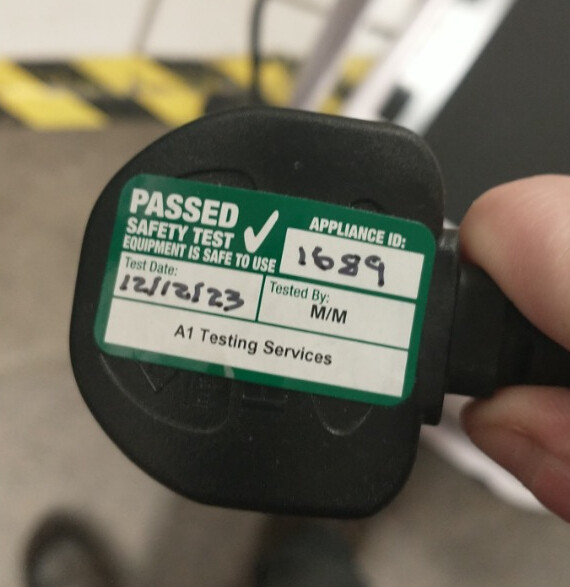 PASSED
SAFETY TEST
EQUIPMENT IS SAFE TO USE
APPLIANCE ID:
1689
Test Date:
12/12/23
Tested By:
M/M
A1 Testing Services